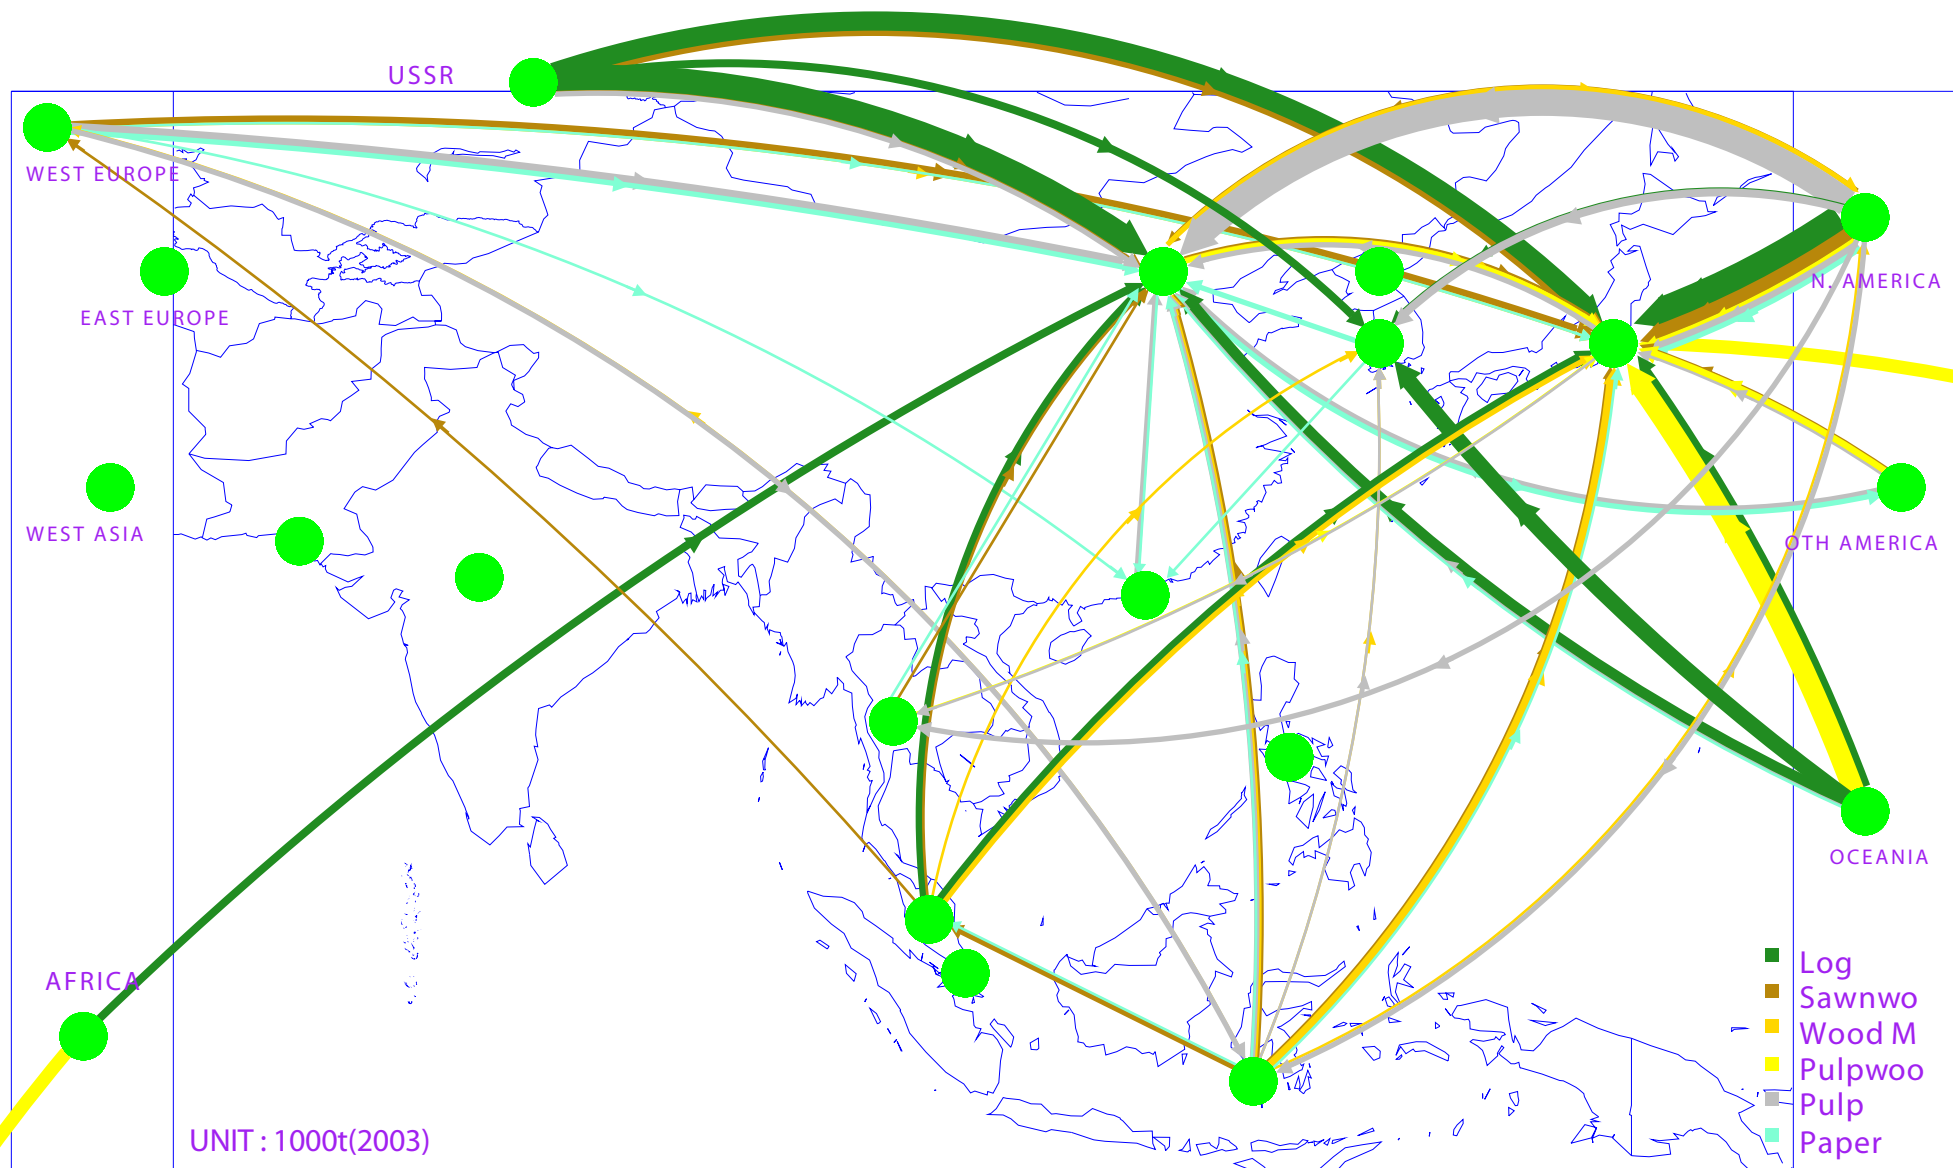 USSR
WEST EUROPE
N. AMERICA
EAST EUROPE
WEST ASIA
OTH AMERICA
OCEANIA
AFRICA
Log
Sawnwo
Wood M
Pulpwoo
Pulp
Paper
UNIT : 1000t(2003)